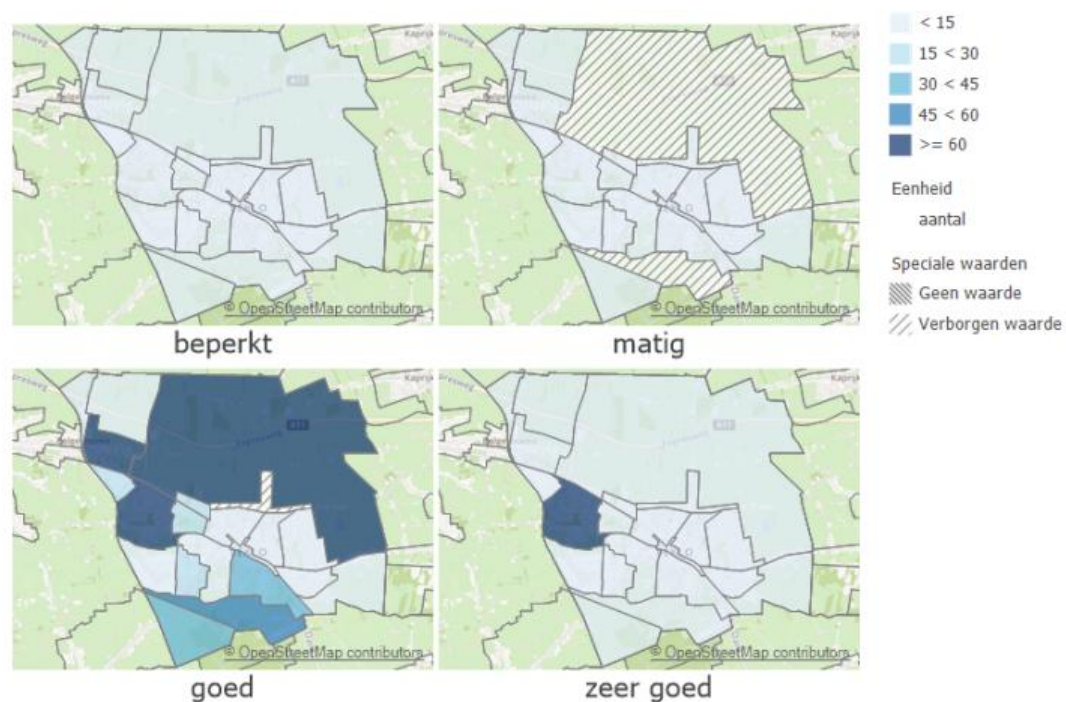 < 15
15 < 30
30 < 45
45 < 60
>= 60
Eenheid
aantal
Speciale waarden
Geen waarde
Verborgen waarde
© OpenStreetMap contributors
© OpenStreetMap contributors
beperkt
matig
© OpenStreetMap contributors
© OpenStreetMap contributors
goed
zeer goed